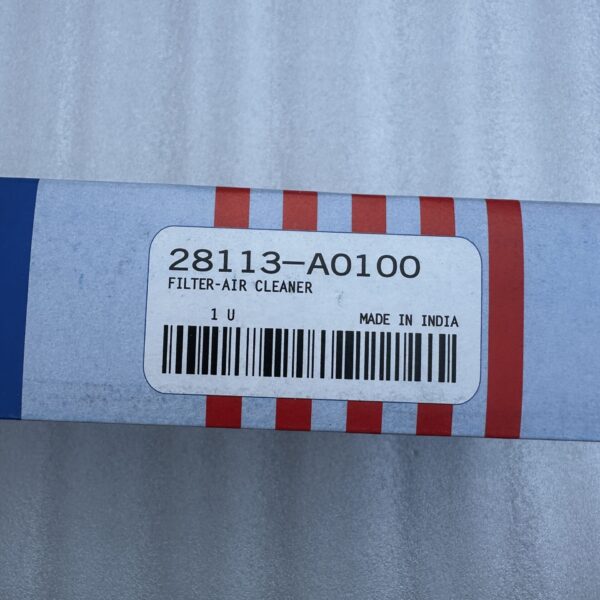 28113-A0100
FILTER-AIR CLEANER
1 U MADE IN INDIA